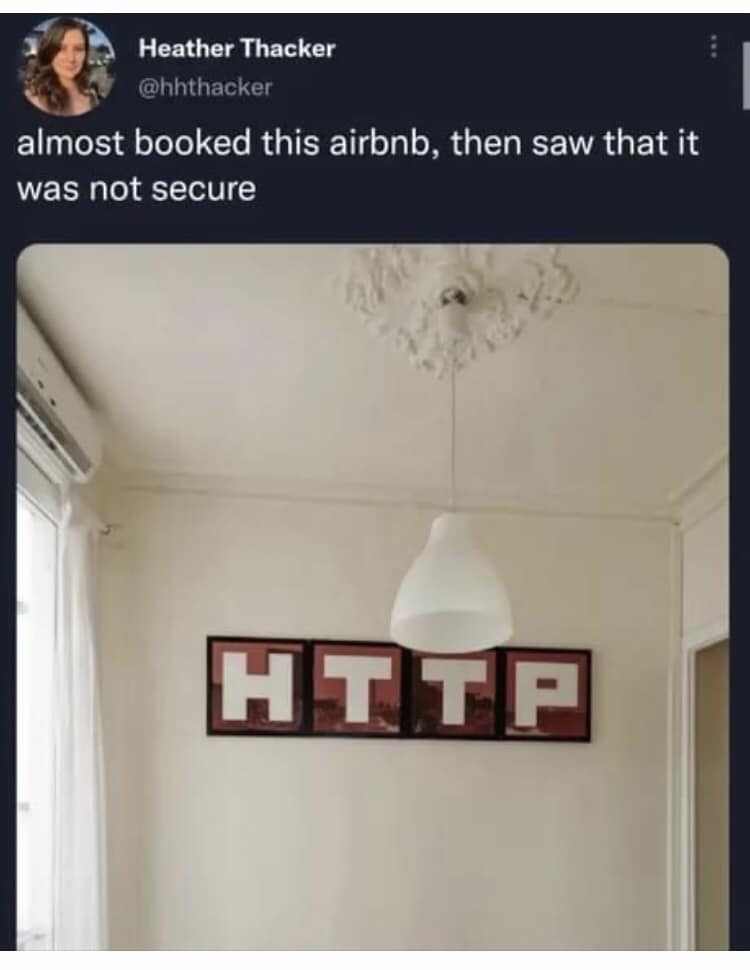 Heather Thacker
@hhthacker
almost booked this airbnb, then saw that it
was not secure
HTTP